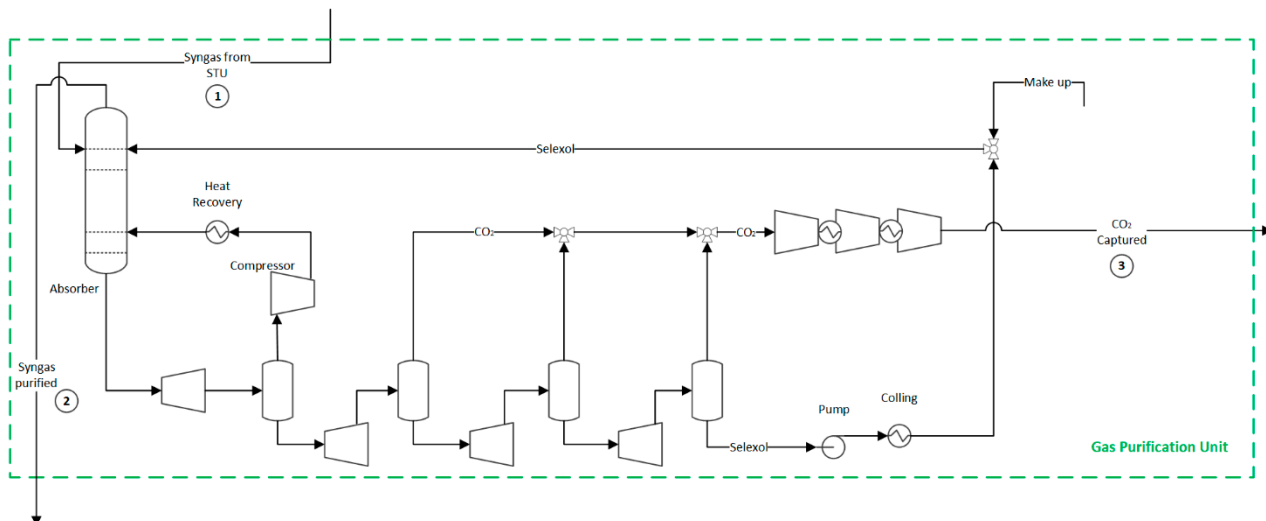 Syngas from
STU
1
Make up
Selexol
Heat
Recovery
CO₂
CO₂
CO₂
Captured
3
Compressor
Absorber
Syngas
purified
2
Pump
Colling
Selexol
Gas Purification Unit